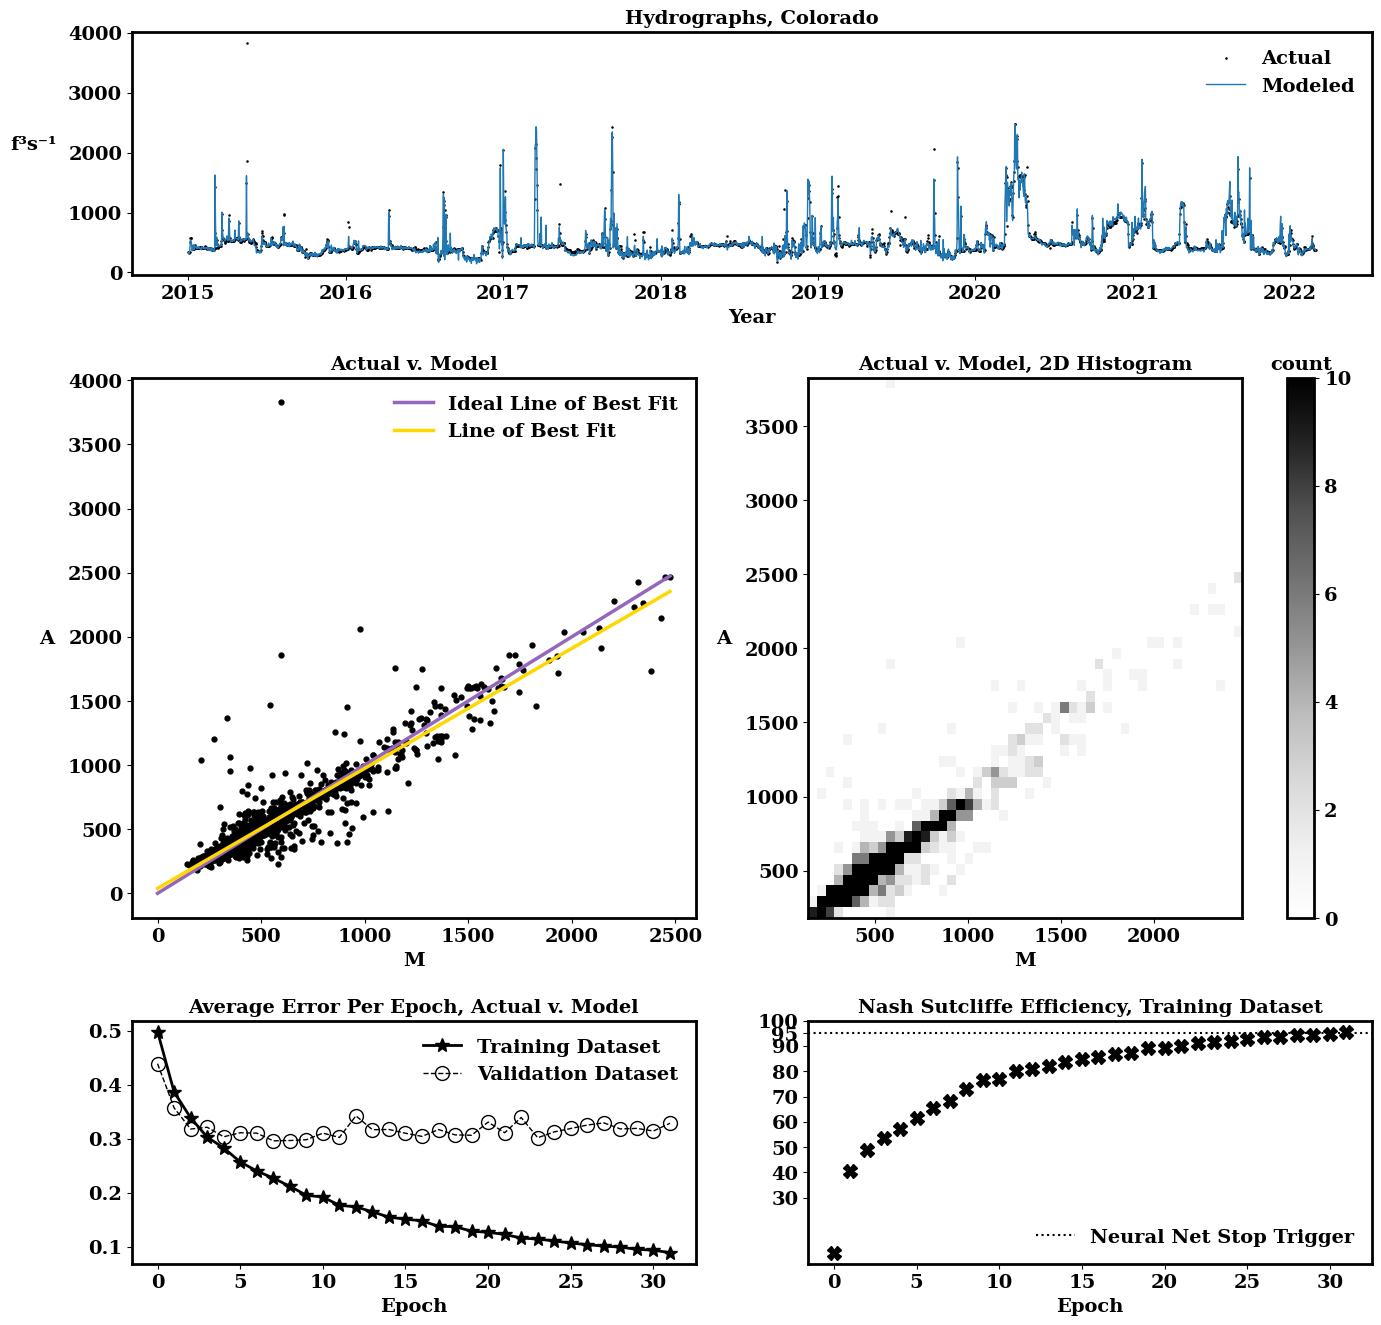 Hydrographs, Colorado
4000
3000
2000
1000
0
f³s⁻¹
Actual
Modeled
2015 2016 2017 2018 2019 2020 2021 2022
Year
Actual v. Model
4000
3500
3000
2500
2000
1500
1000
500
0
A
Ideal Line of Best Fit
Line of Best Fit
0 500 1000 1500 2000 2500
M
Actual v. Model, 2D Histogram
3500
3000
2500
2000
1500
1000
500
A
500 1000 1500 2000
M
count
10
8
6
4
2
0
Average Error Per Epoch, Actual v. Model
0.5
0.4
0.3
0.2
0.1
Training Dataset
Validation Dataset
0 5 10 15 20 25 30
Epoch
Nash Sutcliffe Efficiency, Training Dataset
100
95
90
80
70
60
50
40
30
Neural Net Stop Trigger
0 5 10 15 20 25 30
Epoch